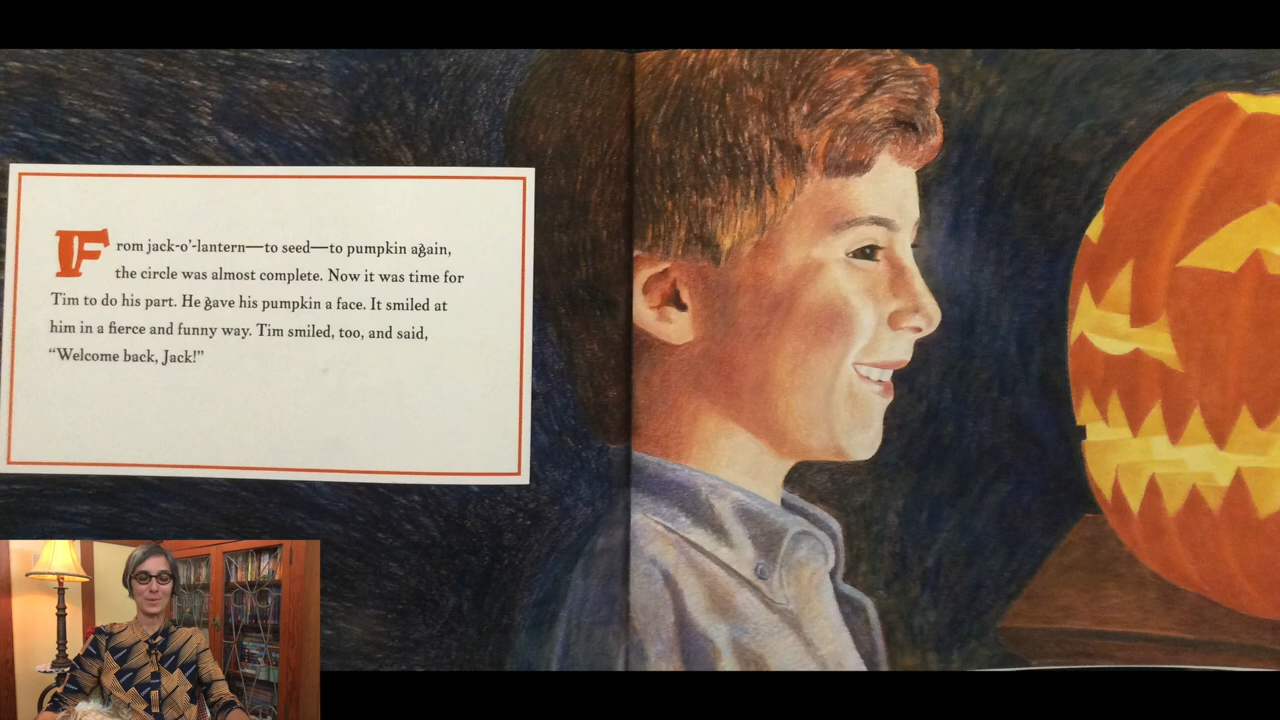 From jack-o'-lantern—to seed—to pumpkin again,
the circle was almost complete. Now it was time for
Tim to do his part. He gave his pumpkin a face. It smiled at
him in a fierce and funny way. Tim smiled, too, and said,
“Welcome back, Jack!”